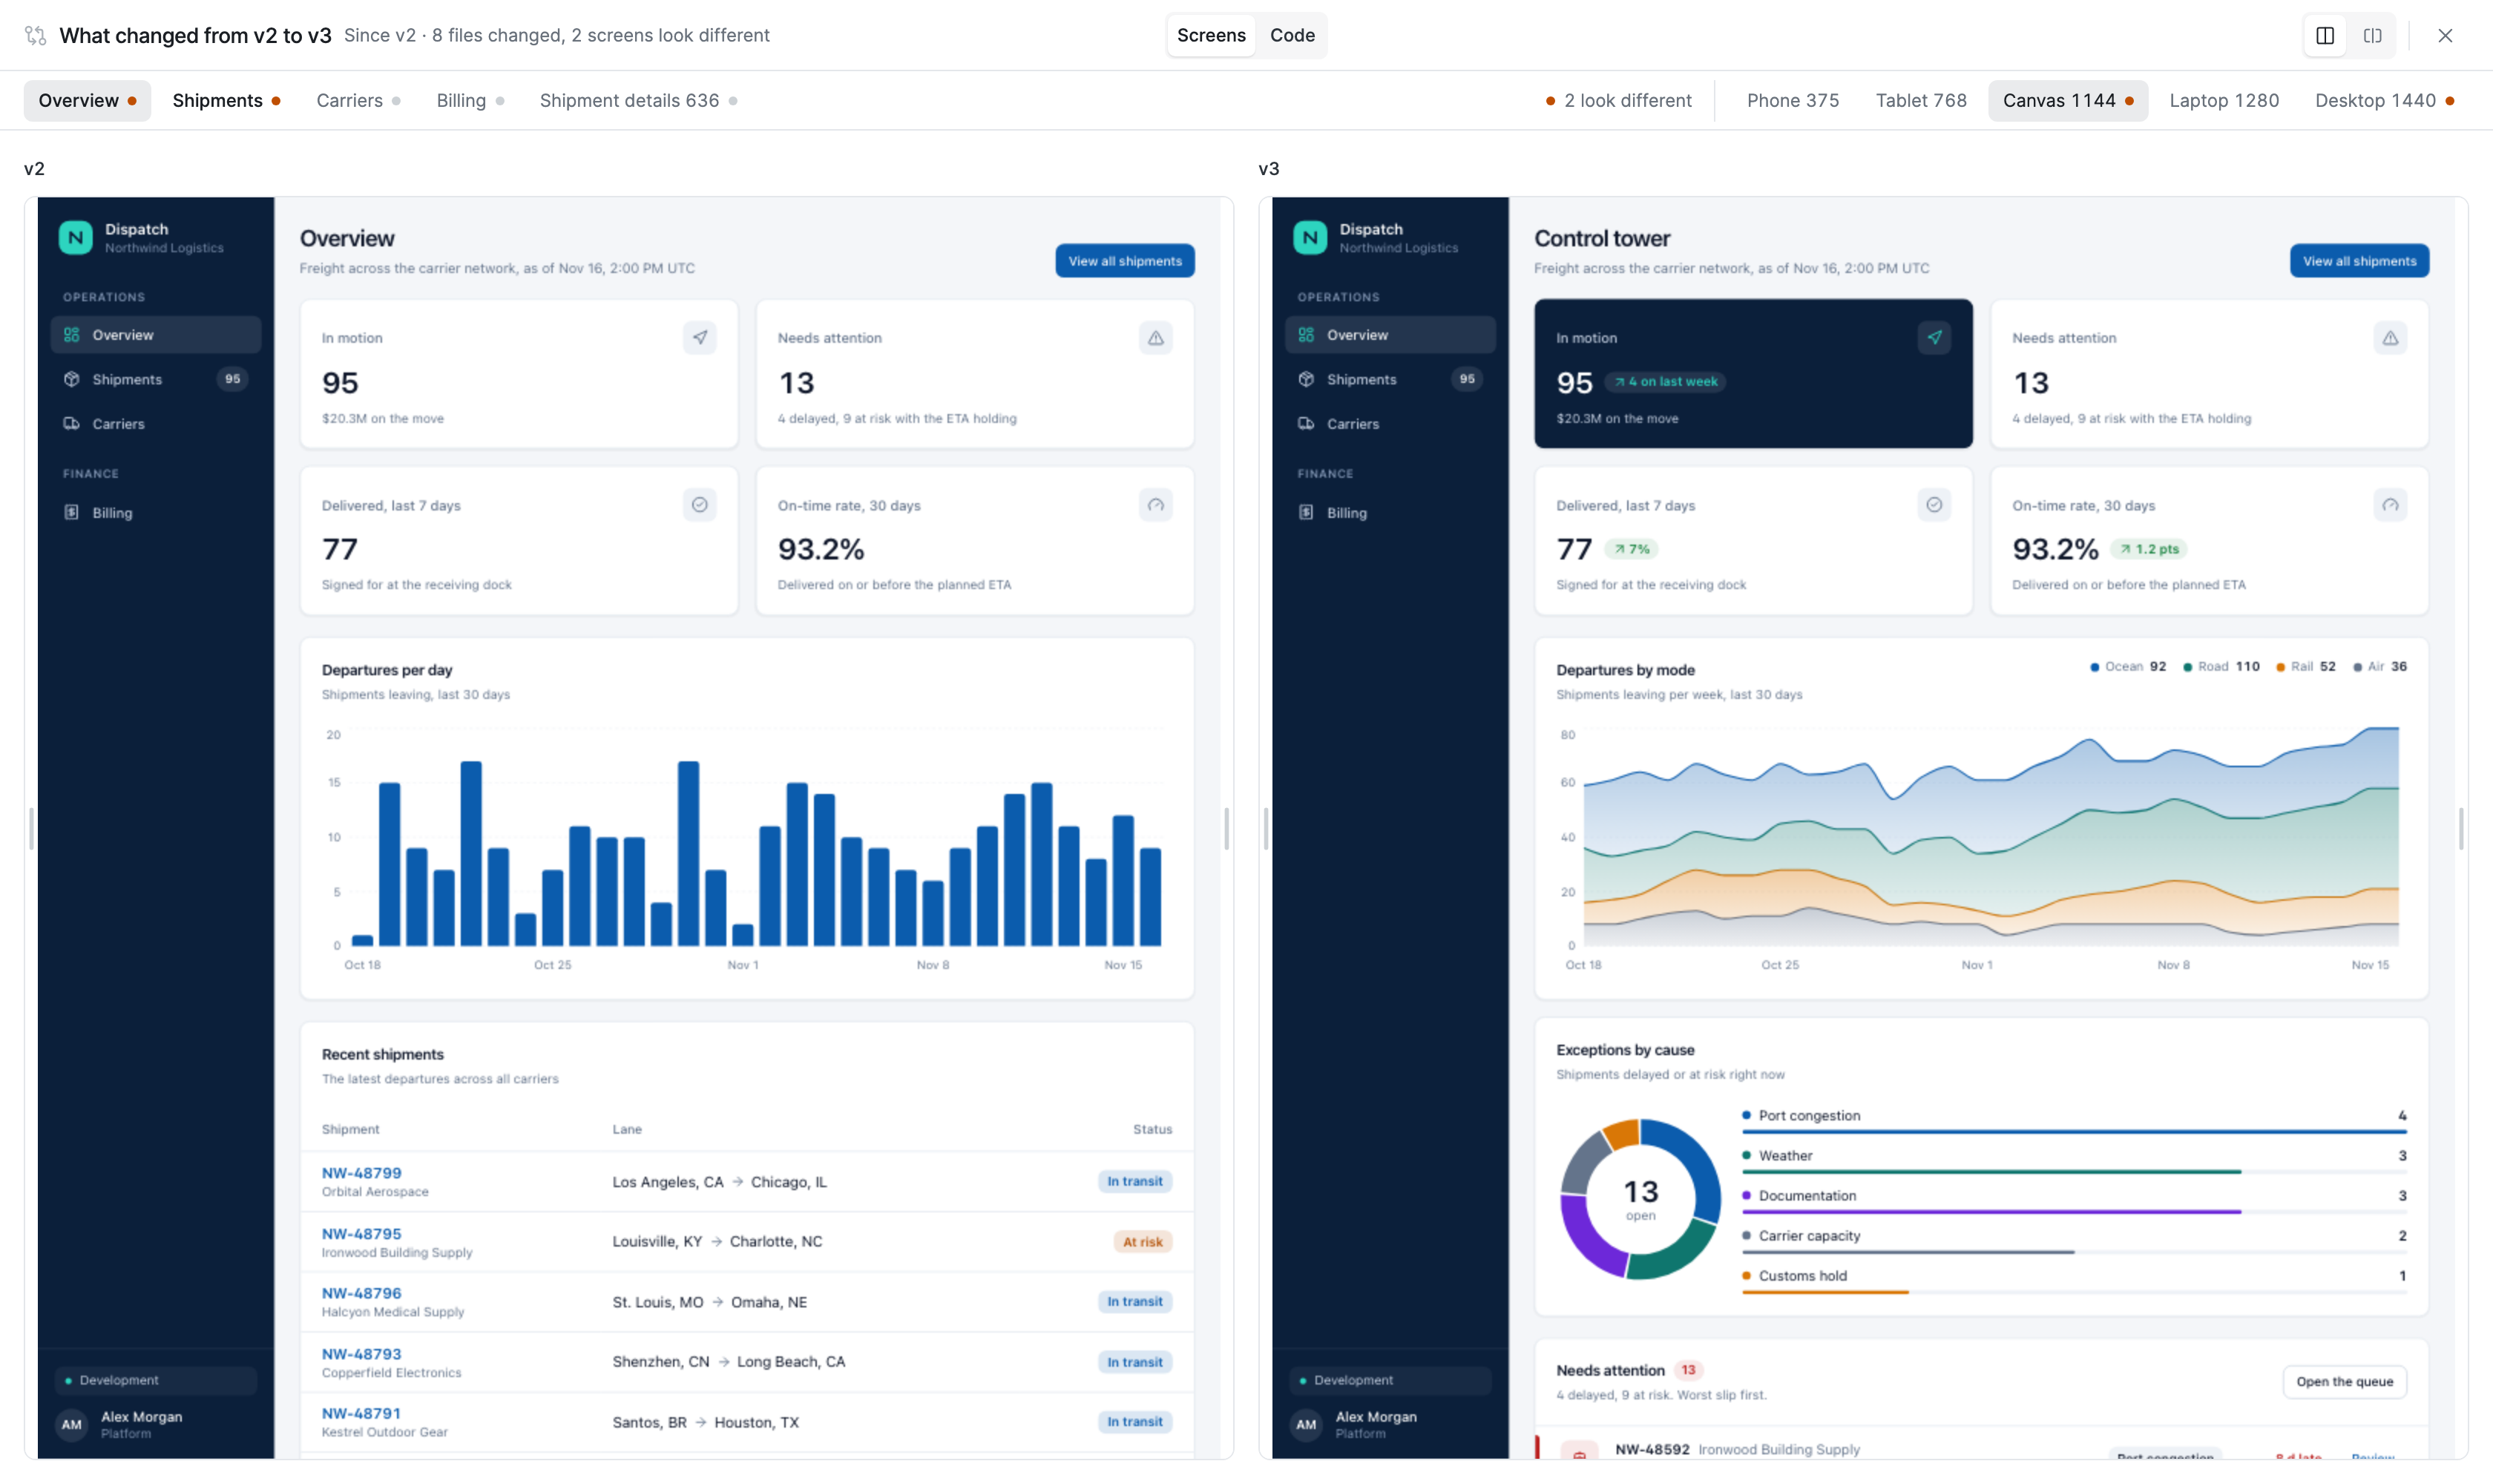 What changed from v2 to v3 Since v2 · 8 files changed, 2 screens look different
Screens Code
Overview Shipments Carriers Billing Shipment details 636
2 look different Phone 375 Tablet 768 Canvas 1144 Laptop 1280 Desktop 1440
v2
N Dispatch
Northwind Logistics
OPERATIONS
Overview
Shipments 95
Carriers
FINANCE
Billing
Development
AM Alex Morgan
Platform
Overview
Freight across the carrier network, as of Nov 16, 2:00 PM UTC
View all shipments
In motion
95
$20.3M on the move
Needs attention
13
4 delayed, 9 at risk with the ETA holding
Delivered, last 7 days
77
Signed for at the receiving dock
On-time rate, 30 days
93.2%
Delivered on or before the planned ETA
Departures per day
Shipments leaving, last 30 days
20
15
10
5
0
Oct 18 Oct 25 Nov 1 Nov 8 Nov 15
Recent shipments
The latest departures across all carriers
Shipment Lane Status
NW-48799
Orbital Aerospace
Los Angeles, CA → Chicago, IL
In transit
NW-48795
Ironwood Building Supply
Louisville, KY → Charlotte, NC
At risk
NW-48796
Halcyon Medical Supply
St. Louis, MO → Omaha, NE
In transit
NW-48793
Copperfield Electronics
Shenzhen, CN → Long Beach, CA
In transit
NW-48791
Kestrel Outdoor Gear
Santos, BR → Houston, TX
In transit
v3
N Dispatch
Northwind Logistics
OPERATIONS
Overview
Shipments 95
Carriers
FINANCE
Billing
Development
AM Alex Morgan
Platform
Control tower
Freight across the carrier network, as of Nov 16, 2:00 PM UTC
View all shipments
In motion
95 4 on last week
$20.3M on the move
Needs attention
13
4 delayed, 9 at risk with the ETA holding
Delivered, last 7 days
77 7%
Signed for at the receiving dock
On-time rate, 30 days
93.2% 1.2 pts
Delivered on or before the planned ETA
Departures by mode
Shipments leaving per week, last 30 days
Ocean 92 Road 110 Rail 52 Air 36
80
60
40
20
0
Oct 18 Oct 25 Nov 1 Nov 8 Nov 15
Exceptions by cause
Shipments delayed or at risk right now
13
open
Port congestion 4
Weather 3
Documentation 3
Carrier capacity 2
Customs hold 1
Needs attention 13
4 delayed, 9 at risk. Worst slip first.
Open the queue
NW-48592 Ironwood Building Supply
Port congestion 8 d late Review